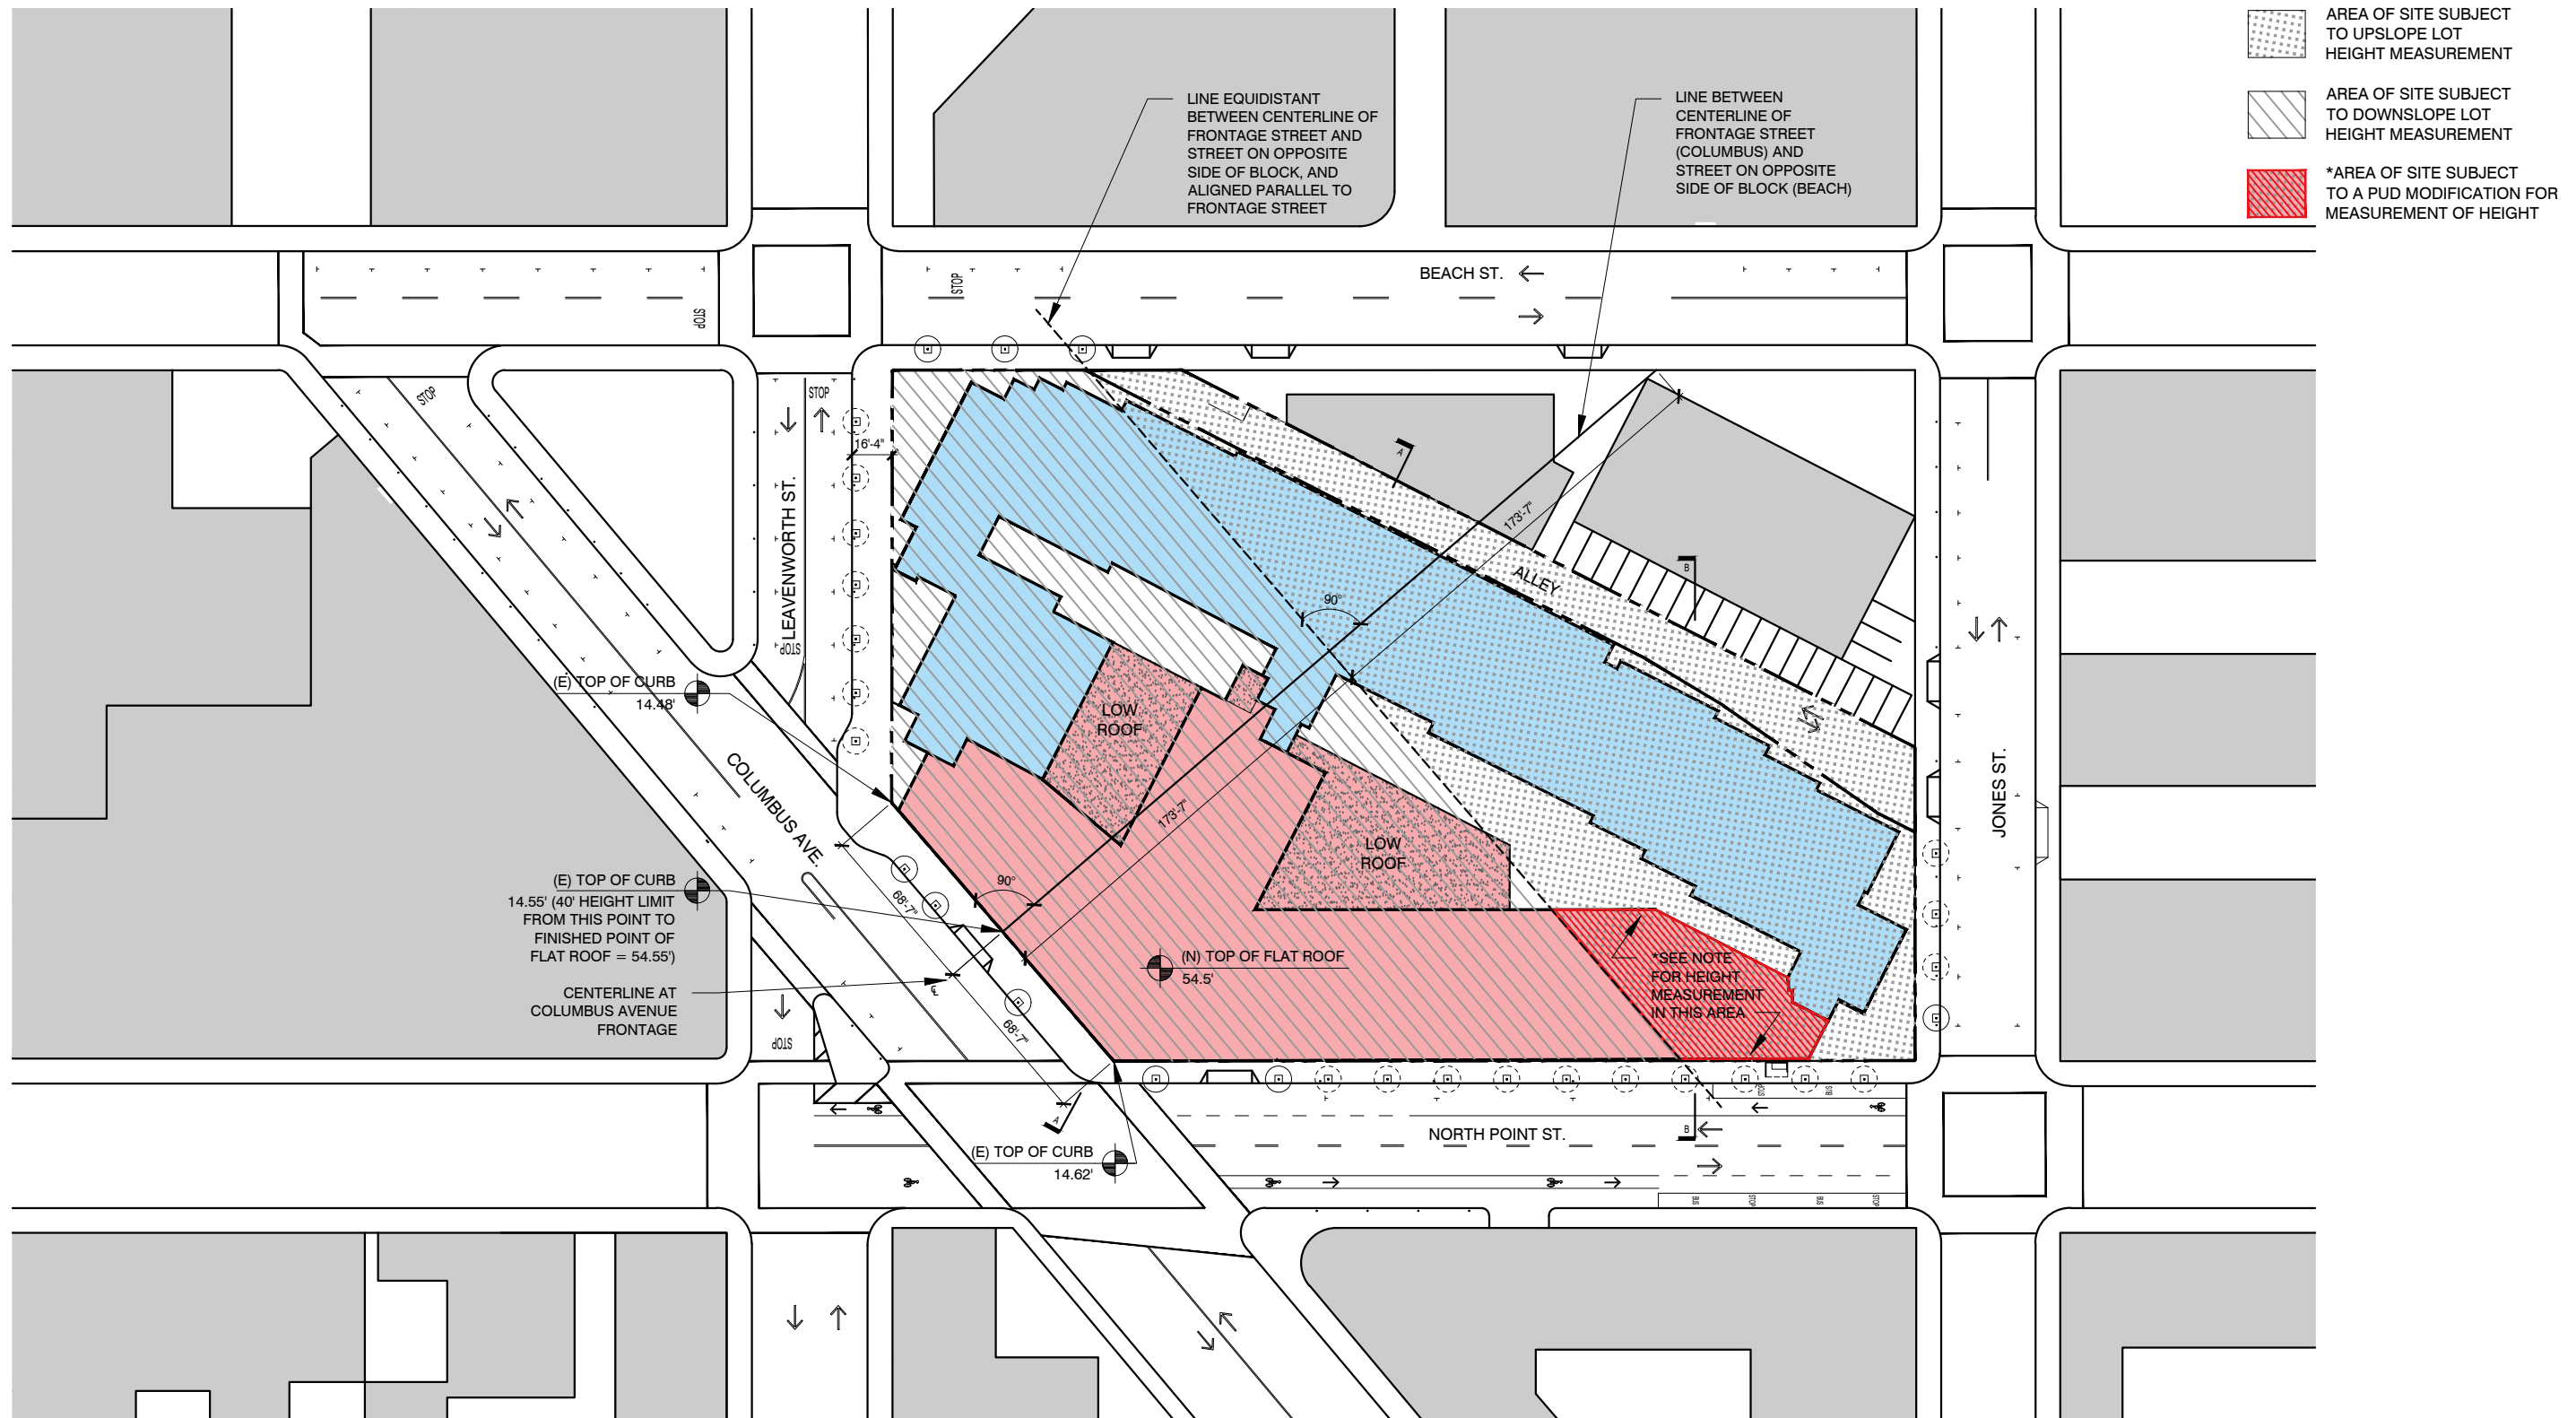 AREA OF SITE SUBJECT
TO UPSLOPE LOT
HEIGHT MEASUREMENT
AREA OF SITE SUBJECT
TO DOWNSLOPE LOT
HEIGHT MEASUREMENT
*AREA OF SITE SUBJECT
TO A PUD MODIFICATION FOR
MEASUREMENT OF HEIGHT
LINE EQUIDISTANT
BETWEEN CENTERLINE OF
FRONTAGE STREET AND
STREET ON OPPOSITE
SIDE OF BLOCK, AND
ALIGNED PARALLEL TO
FRONTAGE STREET
LINE BETWEEN
CENTERLINE OF
FRONTAGE STREET
(COLUMBUS) AND
STREET ON OPPOSITE
SIDE OF BLOCK (BEACH)
BEACH ST.
STOP
STOP
STOP
STOP
16'-4"
LEAVENWORTH ST.
STOP
A
173'-7"
B
ALLEY
90°
(E) TOP OF CURB
14.48'
LOW
ROOF
COLUMBUS AVE.
173'-7"
JONES ST.
LOW
ROOF
90°
68'-7"
(E) TOP OF CURB
14.55' (40' HEIGHT LIMIT
FROM THIS POINT TO
FINISHED POINT OF
FLAT ROOF = 54.55')
CENTERLINE AT
COLUMBUS AVENUE
FRONTAGE
(N) TOP OF FLAT ROOF
54.5'
*SEE NOTE
FOR HEIGHT
MEASUREMENT
IN THIS AREA
68'-7"
STOP
STOP
BUS
A
B
NORTH POINT ST.
(E) TOP OF CURB
14.62'
BUS
STOP
BUS
STOP